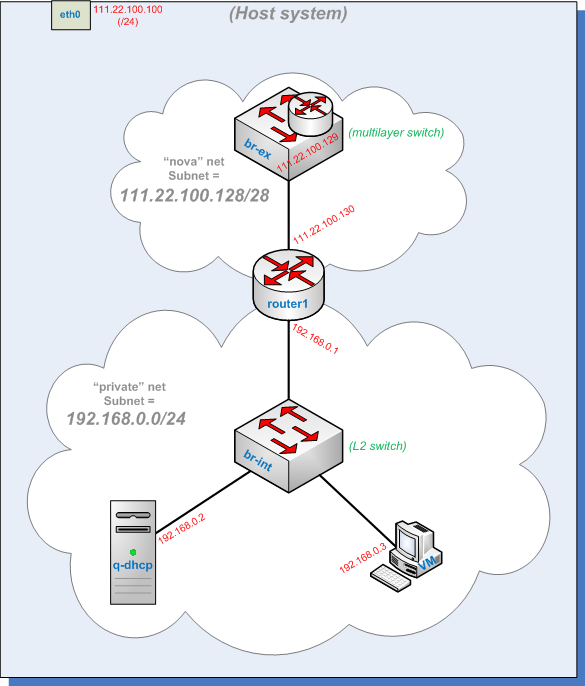 eth0
111.22.100.100
(/24)
(Host system)
br-ex
111.22.100.129
(multilayer switch)
“nova” net
Subnet =
111.22.100.128/28
111.22.100.130
router1
192.168.0.1
“private” net
Subnet =
192.168.0.0/24
br-int
(L2 switch)
192.168.0.2
q-dhcp
192.168.0.3
VM